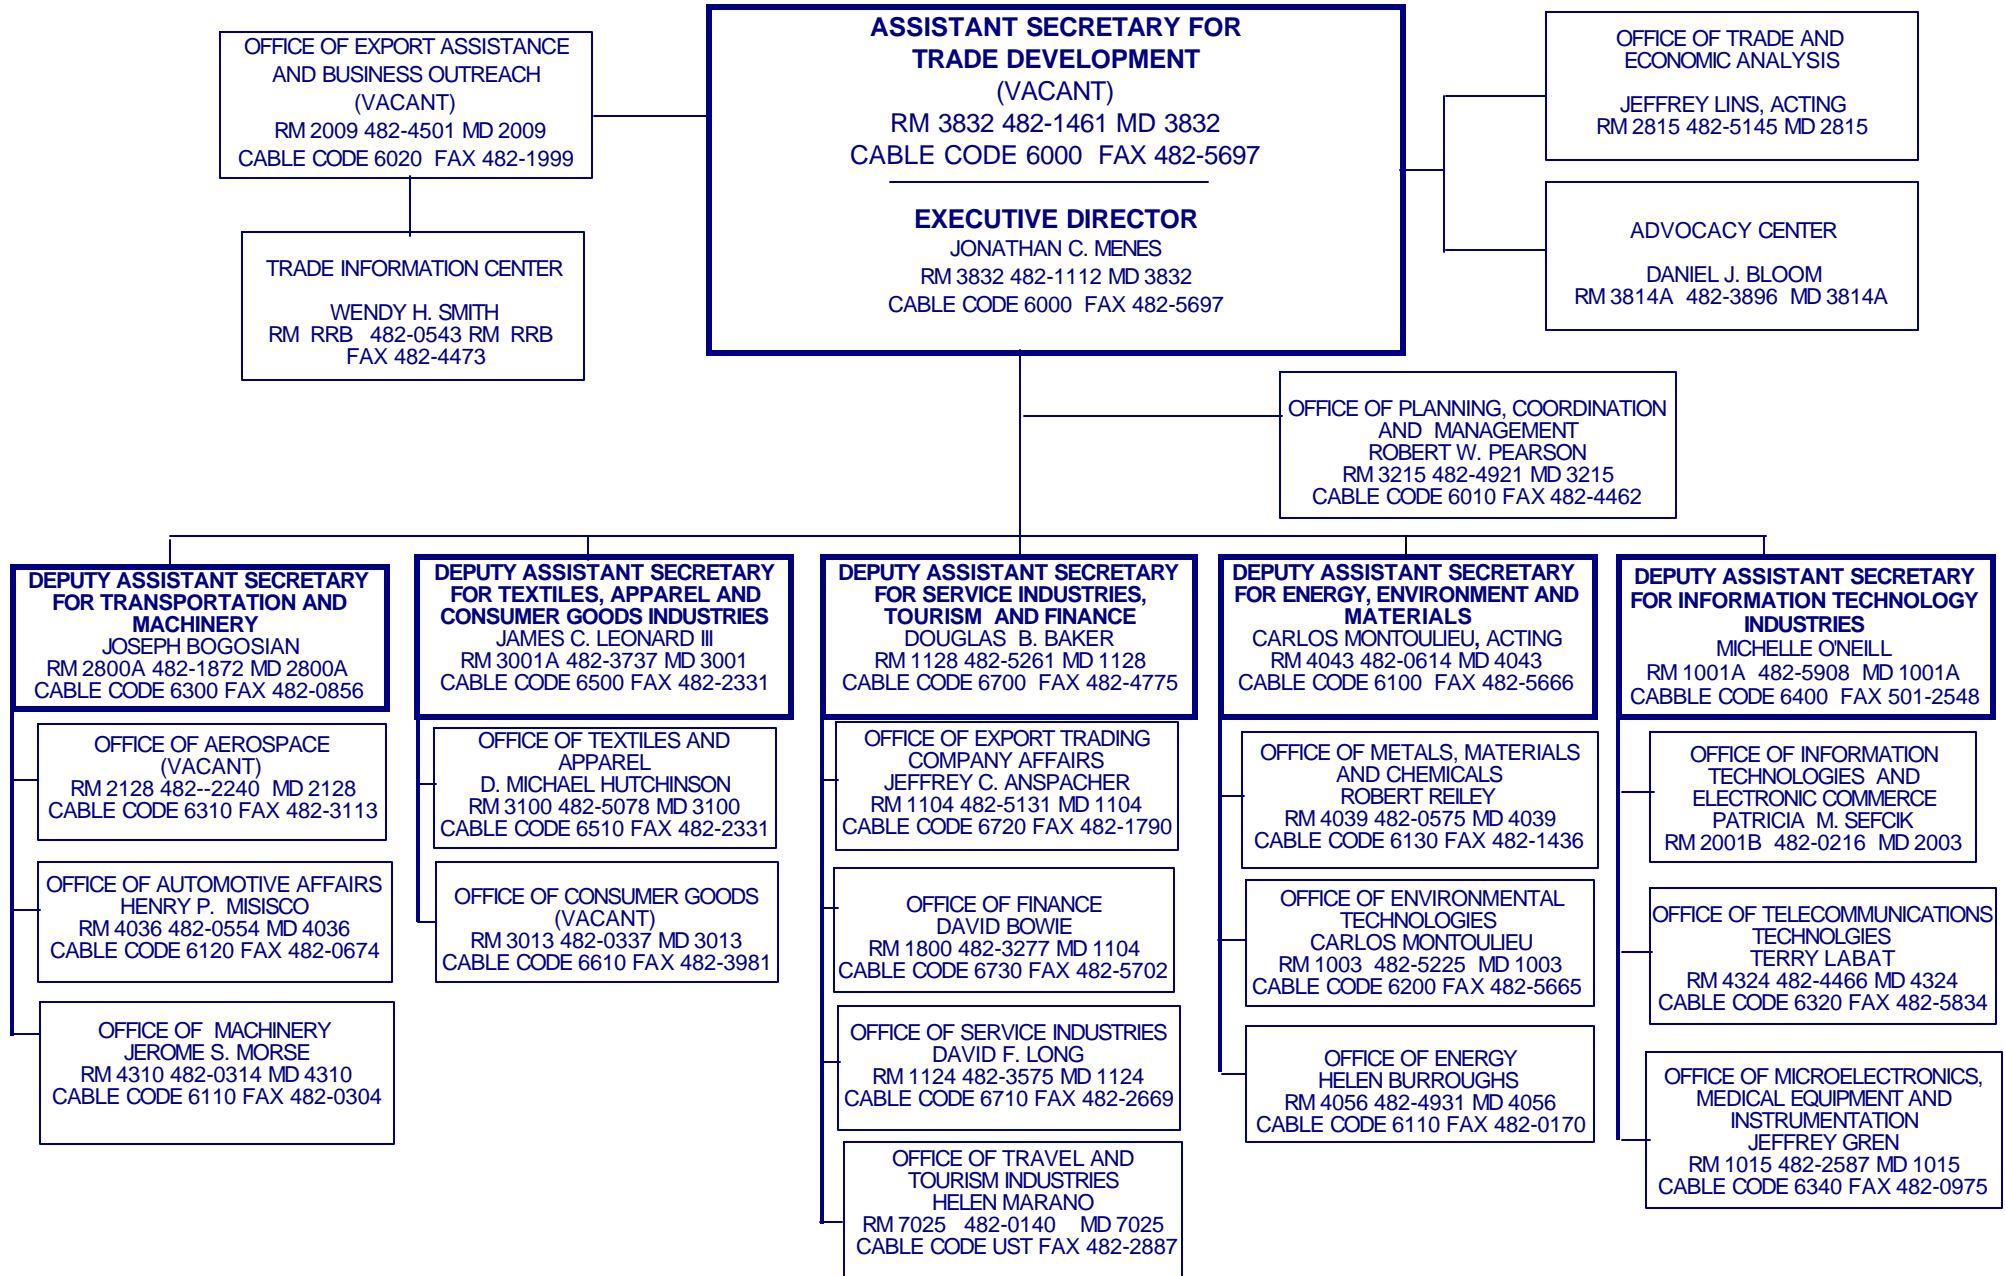 OFFICE OF EXPORT ASSISTANCE
AND BUSINESS OUTREACH
(VACANT)
RM 2009 482-4501 MD 2009
CABLE CODE 6020 FAX 482-1999
TRADE INFORMATION CENTER
WENDY H. SMITH
RM RRB 482-0543 RM RRB
FAX 482-4473
ASSISTANT SECRETARY FOR
TRADE DEVELOPMENT
(VACANT)
RM 3832 482-1461 MD 3832
CABLE CODE 6000 FAX 482-5697
EXECUTIVE DIRECTOR
JONATHAN C. MENES
RM 3832 482-1112 MD 3832
CABLE CODE 6000 FAX 482-5697
OFFICE OF TRADE AND
ECONOMIC ANALYSIS
JEFFREY LINS, ACTING
RM 2815 482-5145 MD 2815
ADVOCACY CENTER
DANIEL J. BLOOM
RM 3814A 482-3896 MD 3814A
OFFICE OF PLANNING, COORDINATION
AND MANAGEMENT
ROBERT W. PEARSON
RM 3215 482-4921 MD 3215
CABLE CODE 6010 FAX 482-4462
DEPUTY ASSISTANT SECRETARY
FOR TRANSPORTATION AND
MACHINERY
JOSEPH BOGOSIAN
RM 2800A 482-1872 MD 2800A
CABLE CODE 6300 FAX 482-0856
OFFICE OF AEROSPACE
(VACANT)
RM 2128 482--2240 MD 2128
CABLE CODE 6310 FAX 482-3113
OFFICE OF AUTOMOTIVE AFFAIRS
HENRY P. MISISCO
RM 4036 482-0554 MD 4036
CABLE CODE 6120 FAX 482-0674
OFFICE OF MACHINERY
JEROME S. MORSE
RM 4310 482-0314 MD 4310
CABLE CODE 6110 FAX 482-0304
DEPUTY ASSISTANT SECRETARY
FOR TEXTILES, APPAREL AND
CONSUMER GOODS INDUSTRIES
JAMES C. LEONARD III
RM 3001A 482-3737 MD 3001
CABLE CODE 6500 FAX 482-2331
OFFICE OF TEXTILES AND
APPAREL
D. MICHAEL HUTCHINSON
RM 3100 482-5078 MD 3100
CABLE CODE 6510 FAX 482-2331
OFFICE OF CONSUMER GOODS
(VACANT)
RM 3013 482-0337 MD 3013
CABLE CODE 6610 FAX 482-3981
DEPUTY ASSISTANT SECRETARY
FOR SERVICE INDUSTRIES,
TOURISM AND FINANCE
DOUGLAS B. BAKER
RM 1128 482-5261 MD 1128
CABLE CODE 6700 FAX 482-4775
OFFICE OF EXPORT TRADING
COMPANY AFFAIRS
JEFFREY C. ANSPACHER
RM 1104 482-5131 MD 1104
CABLE CODE 6720 FAX 482-1790
OFFICE OF FINANCE
DAVID BOWIE
RM 1800 482-3277 MD 1104
CABLE CODE 6730 FAX 482-5702
OFFICE OF SERVICE INDUSTRIES
DAVID F. LONG
RM 1124 482-3575 MD 1124
CABLE CODE 6710 FAX 482-2669
OFFICE OF TRAVEL AND
TOURISM INDUSTRIES
HELEN MARANO
RM 7025 482-0140 MD 7025
CABLE CODE UST FAX 482-2887
DEPUTY ASSISTANT SECRETARY
FOR ENERGY, ENVIRONMENT AND
MATERIALS
CARLOS MONTOULIEU, ACTING
RM 4043 482-0614 MD 4043
CABLE CODE 6100 FAX 482-5666
OFFICE OF METALS, MATERIALS
AND CHEMICALS
ROBERT REILEY
RM 4039 482-0575 MD 4039
CABLE CODE 6130 FAX 482-1436
OFFICE OF ENVIRONMENTAL
TECHNOLOGIES
CARLOS MONTOULIEU
RM 1003 482-5225 MD 1003
CABLE CODE 6200 FAX 482-5665
OFFICE OF ENERGY
HELEN BURROUGHS
RM 4056 482-4931 MD 4056
CABLE CODE 6110 FAX 482-0170
DEPUTY ASSISTANT SECRETARY
FOR INFORMATION TECHNOLOGY
INDUSTRIES
MICHELLE O'NEILL
RM 1001A 482-5908 MD 1001A
CABBLE CODE 6400 FAX 501-2548
OFFICE OF INFORMATION
TECHNOLOGIES AND
ELECTRONIC COMMERCE
PATRICIA M. SEFCIK
RM 2001B 482-0216 MD 2003
OFFICE OF TELECOMMUNICATIONS
TECHNOLGIES
TERRY LABAT
RM 4324 482-4466 MD 4324
CABLE CODE 6320 FAX 482-5834
OFFICE OF MICROELECTRONICS,
MEDICAL EQUIPMENT AND
INSTRUMENTATION
JEFFREY GREN
RM 1015 482-2587 MD 1015
CABLE CODE 6340 FAX 482-0975